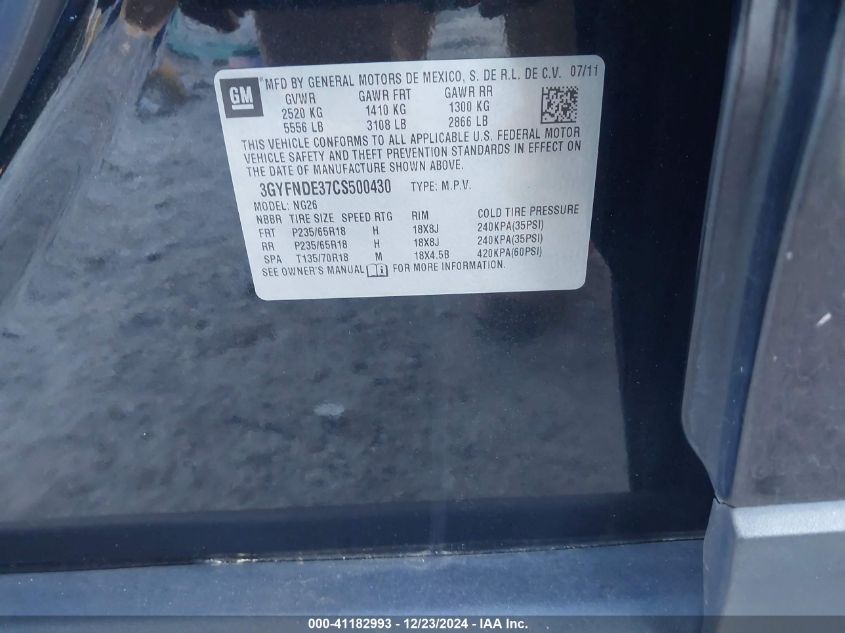 GM
MFD BY GENERAL MOTORS DE MEXICO, S. DE R.L. DE C.V. 07/11
GVWR GAWR FRT GAWR RR
2520 KG 1410 KG 1300 KG
5556 LB 3108 LB 2866 LB
THIS VEHICLE CONFORMS TO ALL APPLICABLE U.S. FEDERAL MOTOR
VEHICLE SAFETY AND THEFT PREVENTION STANDARDS IN EFFECT ON
THE DATE OF MANUFACTURE SHOWN ABOVE.
3GYFNDE37CS500430 TYPE: M.P.V.
MODEL: NG26
NBBR TIRE SIZE SPEED RTG RIM COLD TIRE PRESSURE
FRT P235/65R18 H 18X8J 240KPA(35PSI)
RR P235/65R18 H 18X8J 240KPA(35PSI)
SPA T135/70R18 M 18X4.5B 420KPA(60PSI)
SEE OWNER'S MANUAL FOR MORE INFORMATION.
000-41182993 - 12/23/2024 - IAA Inc.